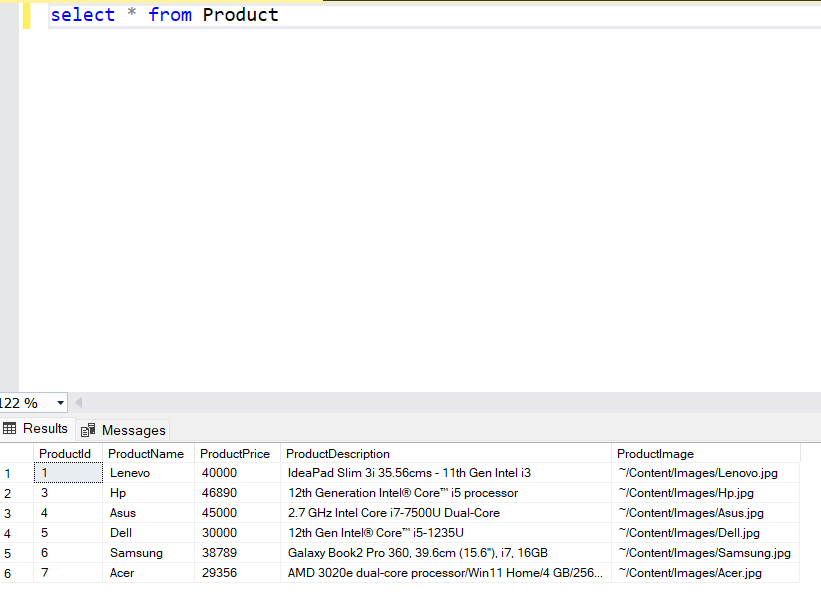 select * from Product
122 %
Results Messages
ProductId ProductName ProductPrice ProductDescription ProductImage
1 1 Lenevo 40000 IdeaPad Slim 3i 35.56cms - 11th Gen Intel i3 ~/Content/Images/Lenovo.jpg
2 3 Hp 46890 12th Generation Intel® Core™ i5 processor ~/Content/Images/Hp.jpg
3 4 Asus 45000 2.7 GHz Intel Core i7-7500U Dual-Core ~/Content/Images/Asus.jpg
4 5 Dell 30000 12th Gen Intel® Core™ i5-1235U ~/Content/Images/Dell.jpg
5 6 Samsung 38789 Galaxy Book2 Pro 360, 39.6cm (15.6"), i7, 16GB ~/Content/Images/Samsung.jpg
6 7 Acer 29356 AMD 3020e dual-core processor/Win11 Home/4 GB/256... ~/Content/Images/Acer.jpg